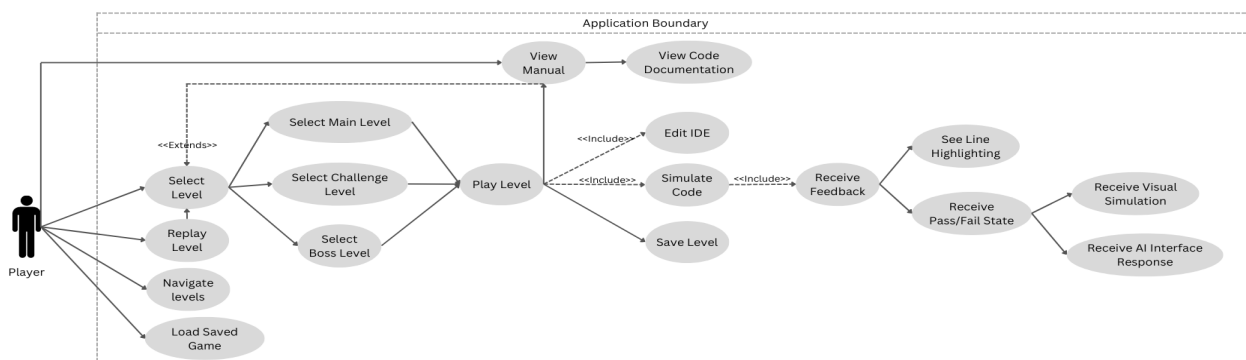 Application Boundary
View
Manual
View Code
Documentation
Select Main Level
<<Include>>
Edit IDE
See Line
Highlighting
<<Extends>>
Select
Level
Select Challenge
Level
Play Level
<<Include>>
Simulate
Code
<<Include>>
Receive
Feedback
Receive
Pass/Fail State
Receive Visual
Simulation
Replay
Level
Select
Boss Level
Save Level
Receive AI Interface
Response
Player
Navigate
levels
Load Saved
Game